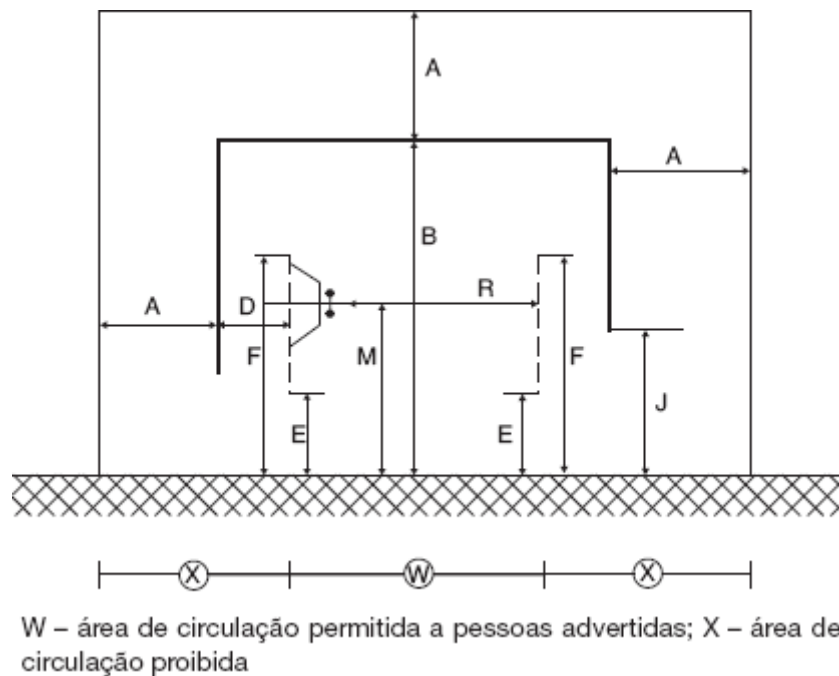 A
A
B
A
D
R
F
M
F
J
E
E
X
W
X
W – área de circulação permitida a pessoas advertidas; X – área de
circulação proibida